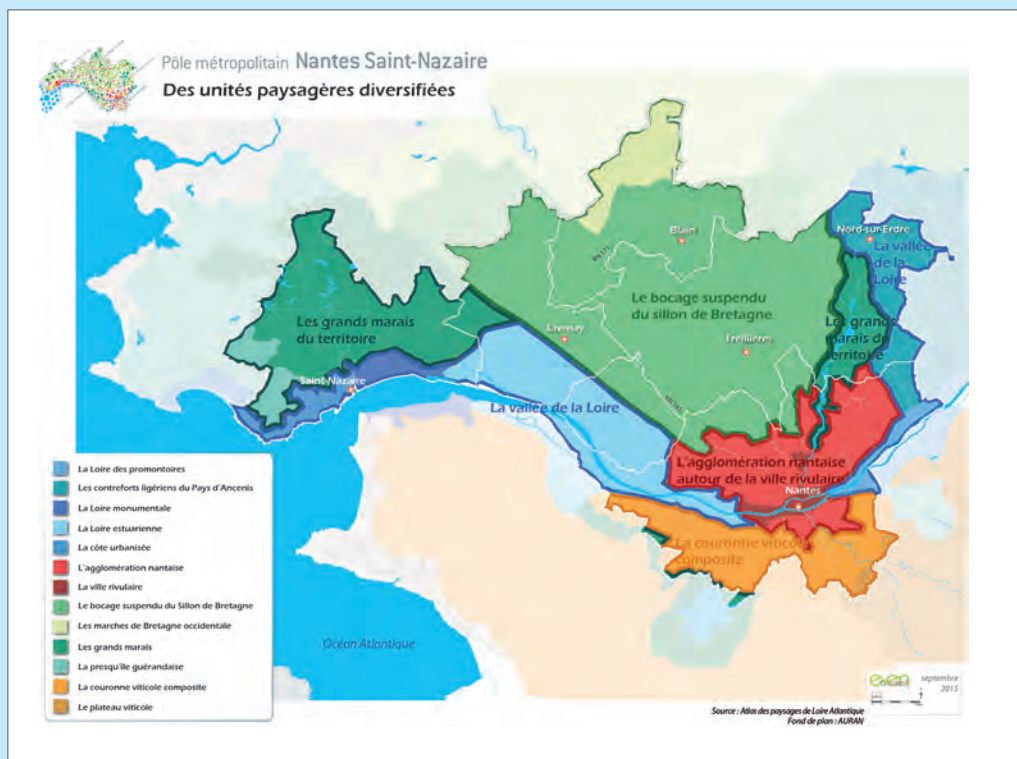 Pôle métropolitain Nantes Saint-Nazaire
Des unités paysagères diversifiées
Blain
Nord-sur-Erdre
La vallée
de la
Loire
Le bocage suspendu
du sillon de Bretagne
Les grands marais
du territoire
Savenay
Treillières
Les grands
marais du
territoire
Saint-Nazaire
La vallée de la Loire
L'agglomération nantaise
autour de la ville rivulaire
Nantes
La couronne viticole
composite
La Loire des promontoires
Les contreforts ligériens du Pays d'Ancenis
La Loire monumentale
La Loire estuarienne
La côte urbanisée
L'agglomération nantaise
La ville rivulaire
Le bocage suspendu du Sillon de Bretagne
Les marches de Bretagne occidentale
Les grands marais
La presqu'île guérandaise
La couronne viticole composite
Le plateau viticole
Océan Atlantique
septembre
2015
Source : Atlas des paysages de Loire Atlantique
Fond de plan : AURAN